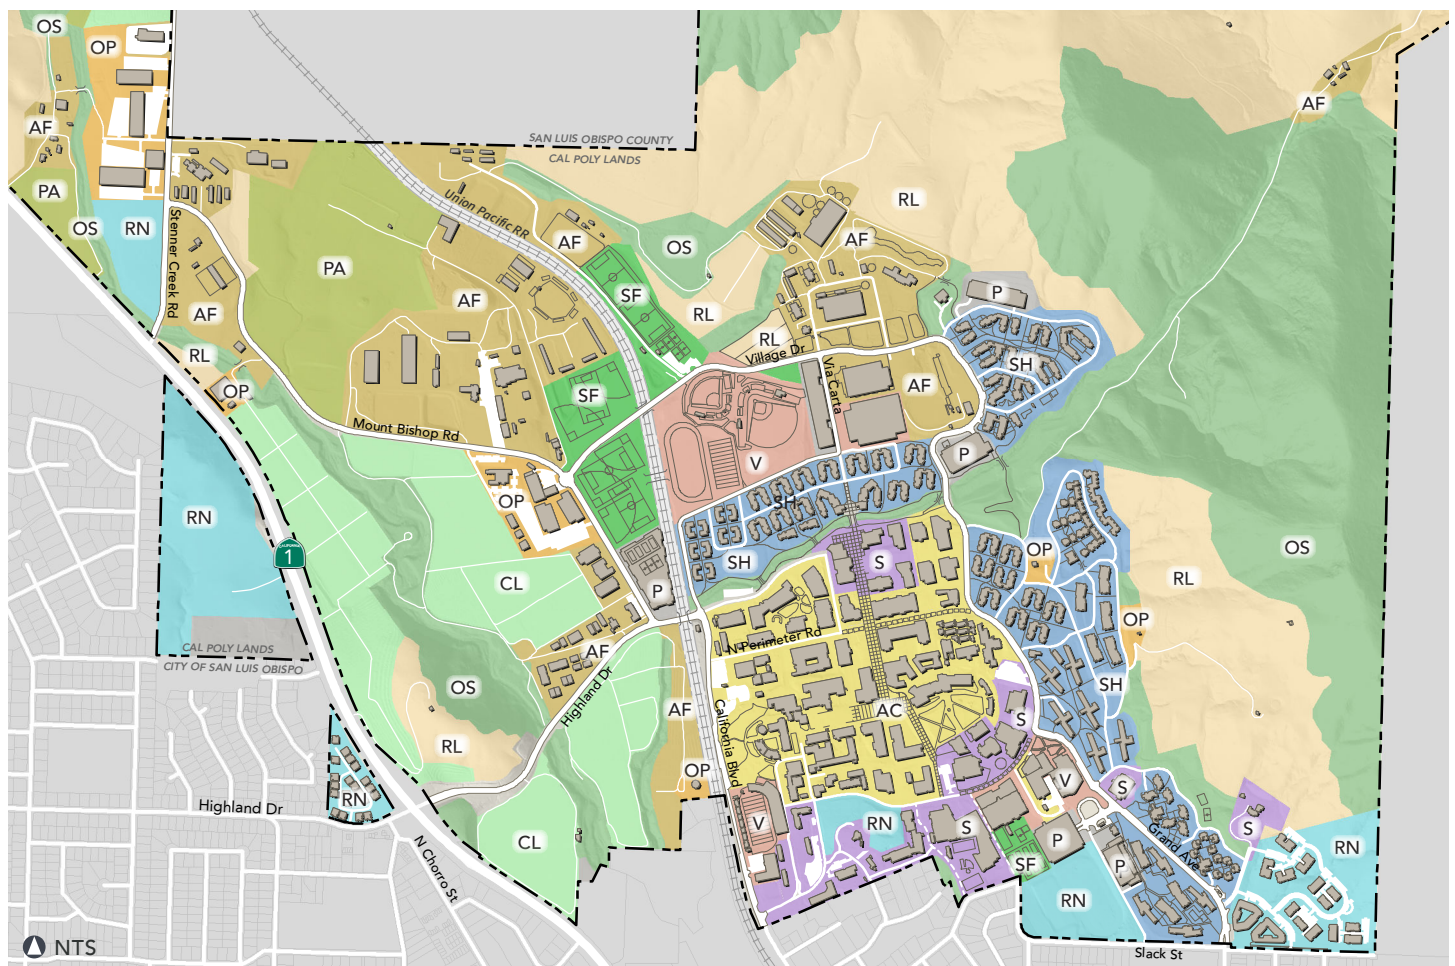 OS
OP
AF
SAN LUIS OBISPO COUNTY
CAL POLY LANDS
AF
PA
RL
Union Pacific RR
OS
RN
Stenner Creek Rd
AF
OS
AF
PA
SF
P
AF
AF
RL
RL
Village Dr
RL
SH
OP
SF
Via Carta
AF
Mount Bishop Rd
V
P
OP
SH
RN
CALIFORNIA
1
SH
S
OP
OS
CL
P
RL
OP
N Perimeter Rd
CAL POLY LANDS
CITY OF SAN LUIS OBISPO
AF
OS
Highland Dr
AF
California Blvd
AC
S
SH
RL
OP
V
S
RN
Highland Dr
V
RN
S
S
Grand Ave
RN
N Chorro St
CL
P
SF
P
RN
NTS
Slack St